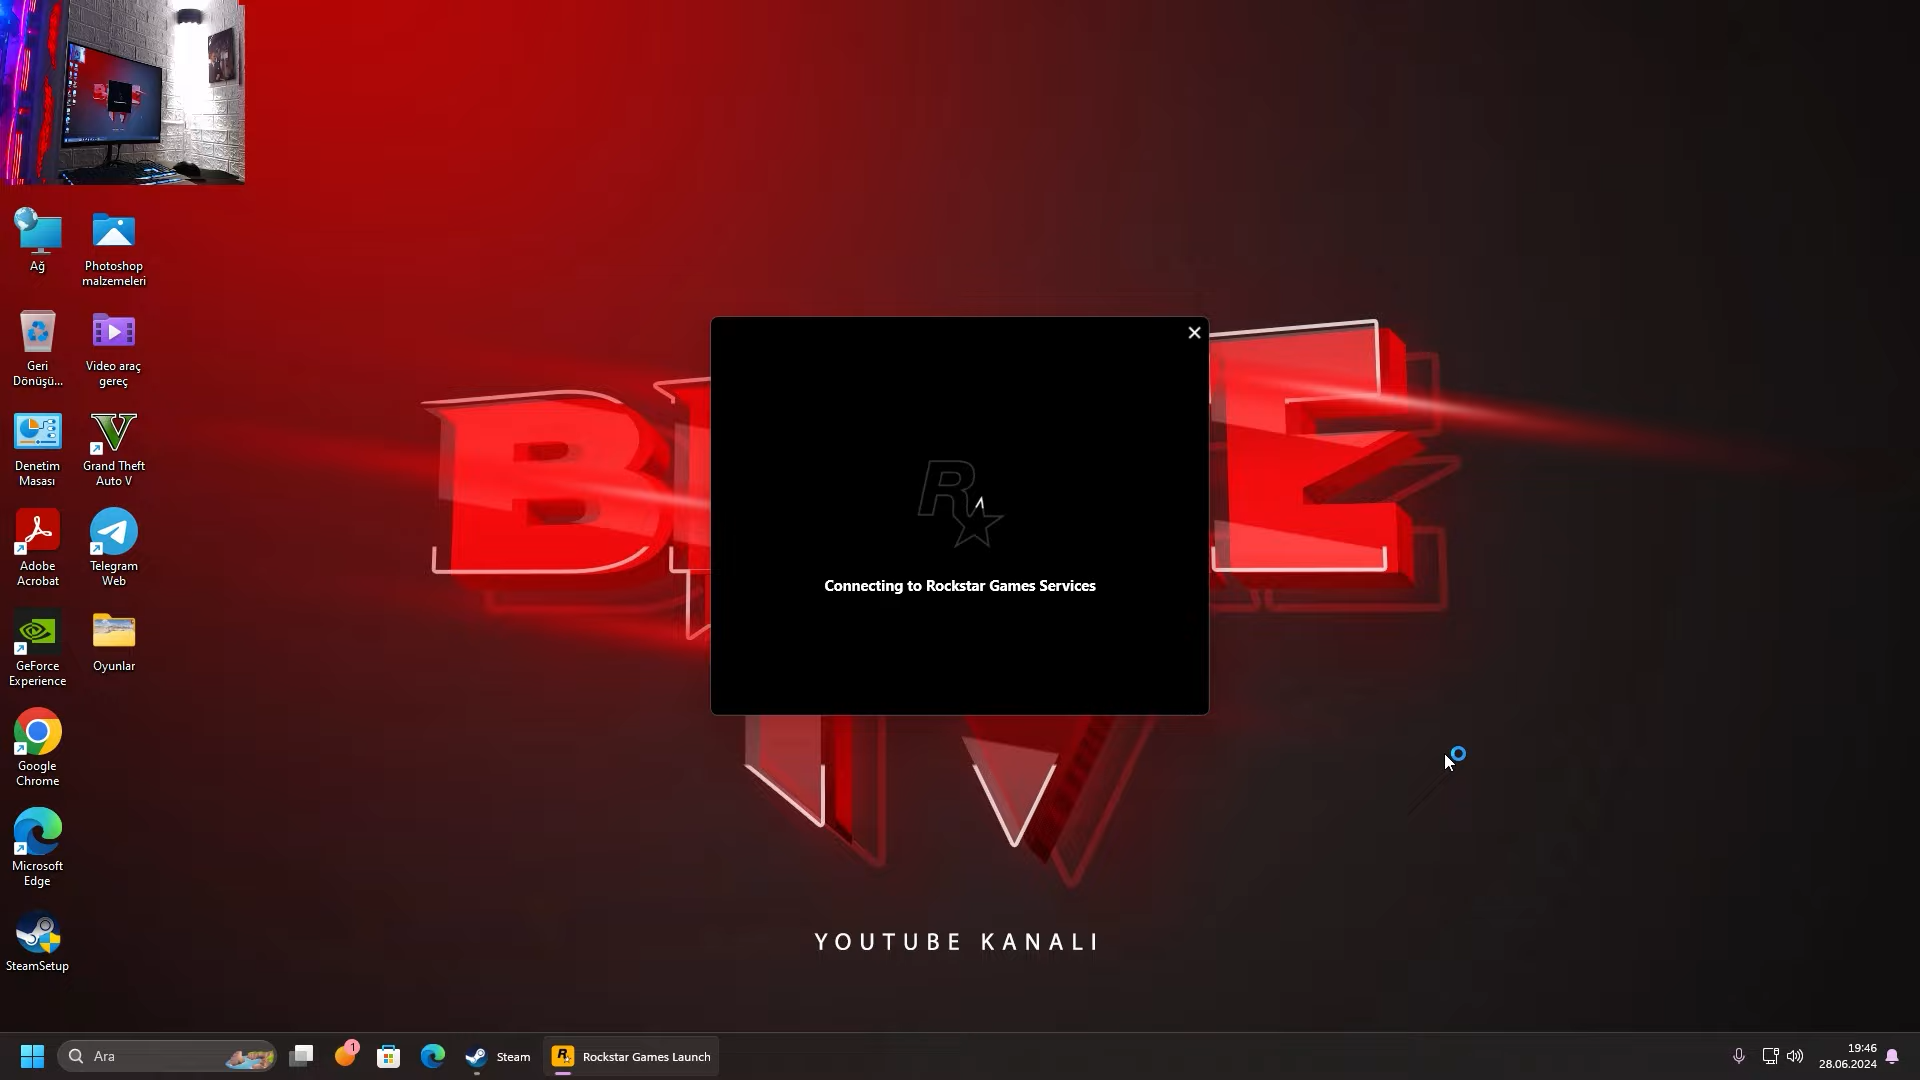 Ağ
Photoshop
malzemeleri
Geri
Dönüşü...
Video araç
gereç
Denetim
Masası
Grand Theft
Auto V
Adobe
Acrobat
Telegram
Web
GeForce
Experience
Oyunlar
Google
Chrome
Microsoft
Edge
SteamSetup
Connecting to Rockstar Games Services
YOUTUBE KANALI
Ara
1
Steam
Rockstar Games Launch
19:46
28.06.2024